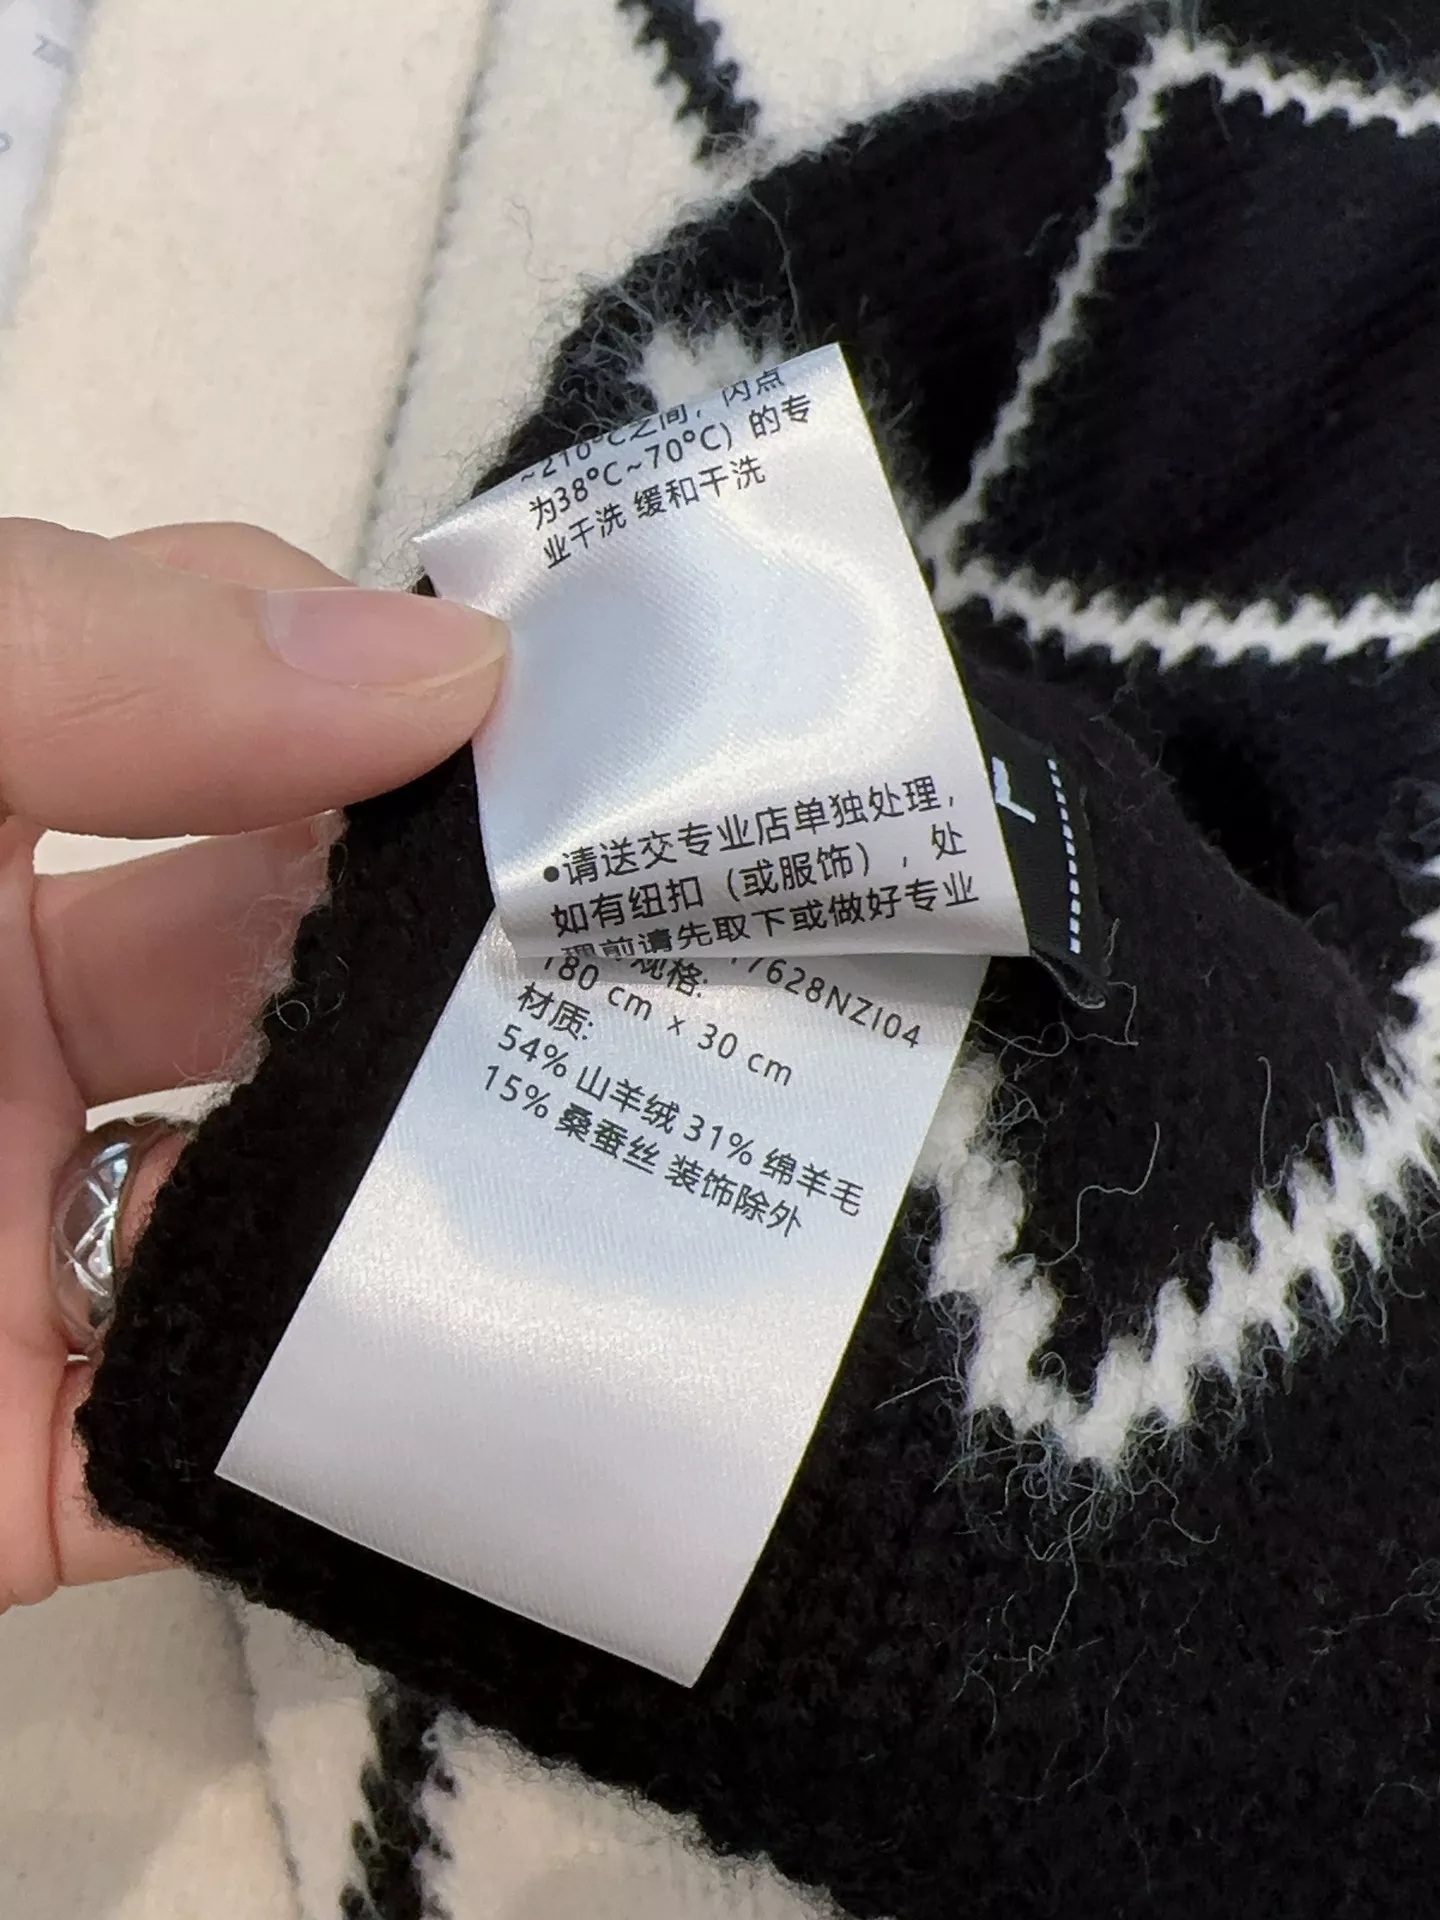 ~210°C之间，闪点
为38°C~70°C）的专
业干洗 缓和干洗
•请送交专业店单独处理，
如有纽扣（或服饰），处
理前请先取下或做好专业
规格: 17628NZI04
180 cm × 30 cm
材质:
54% 山羊绒 31% 绵羊毛
15% 桑蚕丝 装饰除外